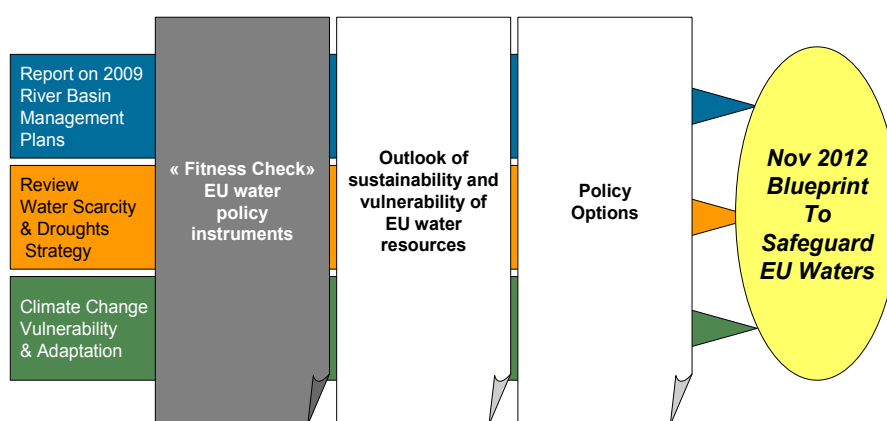 Report on 2009
River Basin
Management
Plans
Review
Water Scarcity
& Droughts
Strategy
Climate Change
Vulnerability
& Adaptation
« Fitness Check»
EU water
policy
instruments
Outlook of
sustainability and
vulnerability of
EU water
resources
Policy
Options
Nov 2012
Blueprint
To
Safeguard
EU Waters